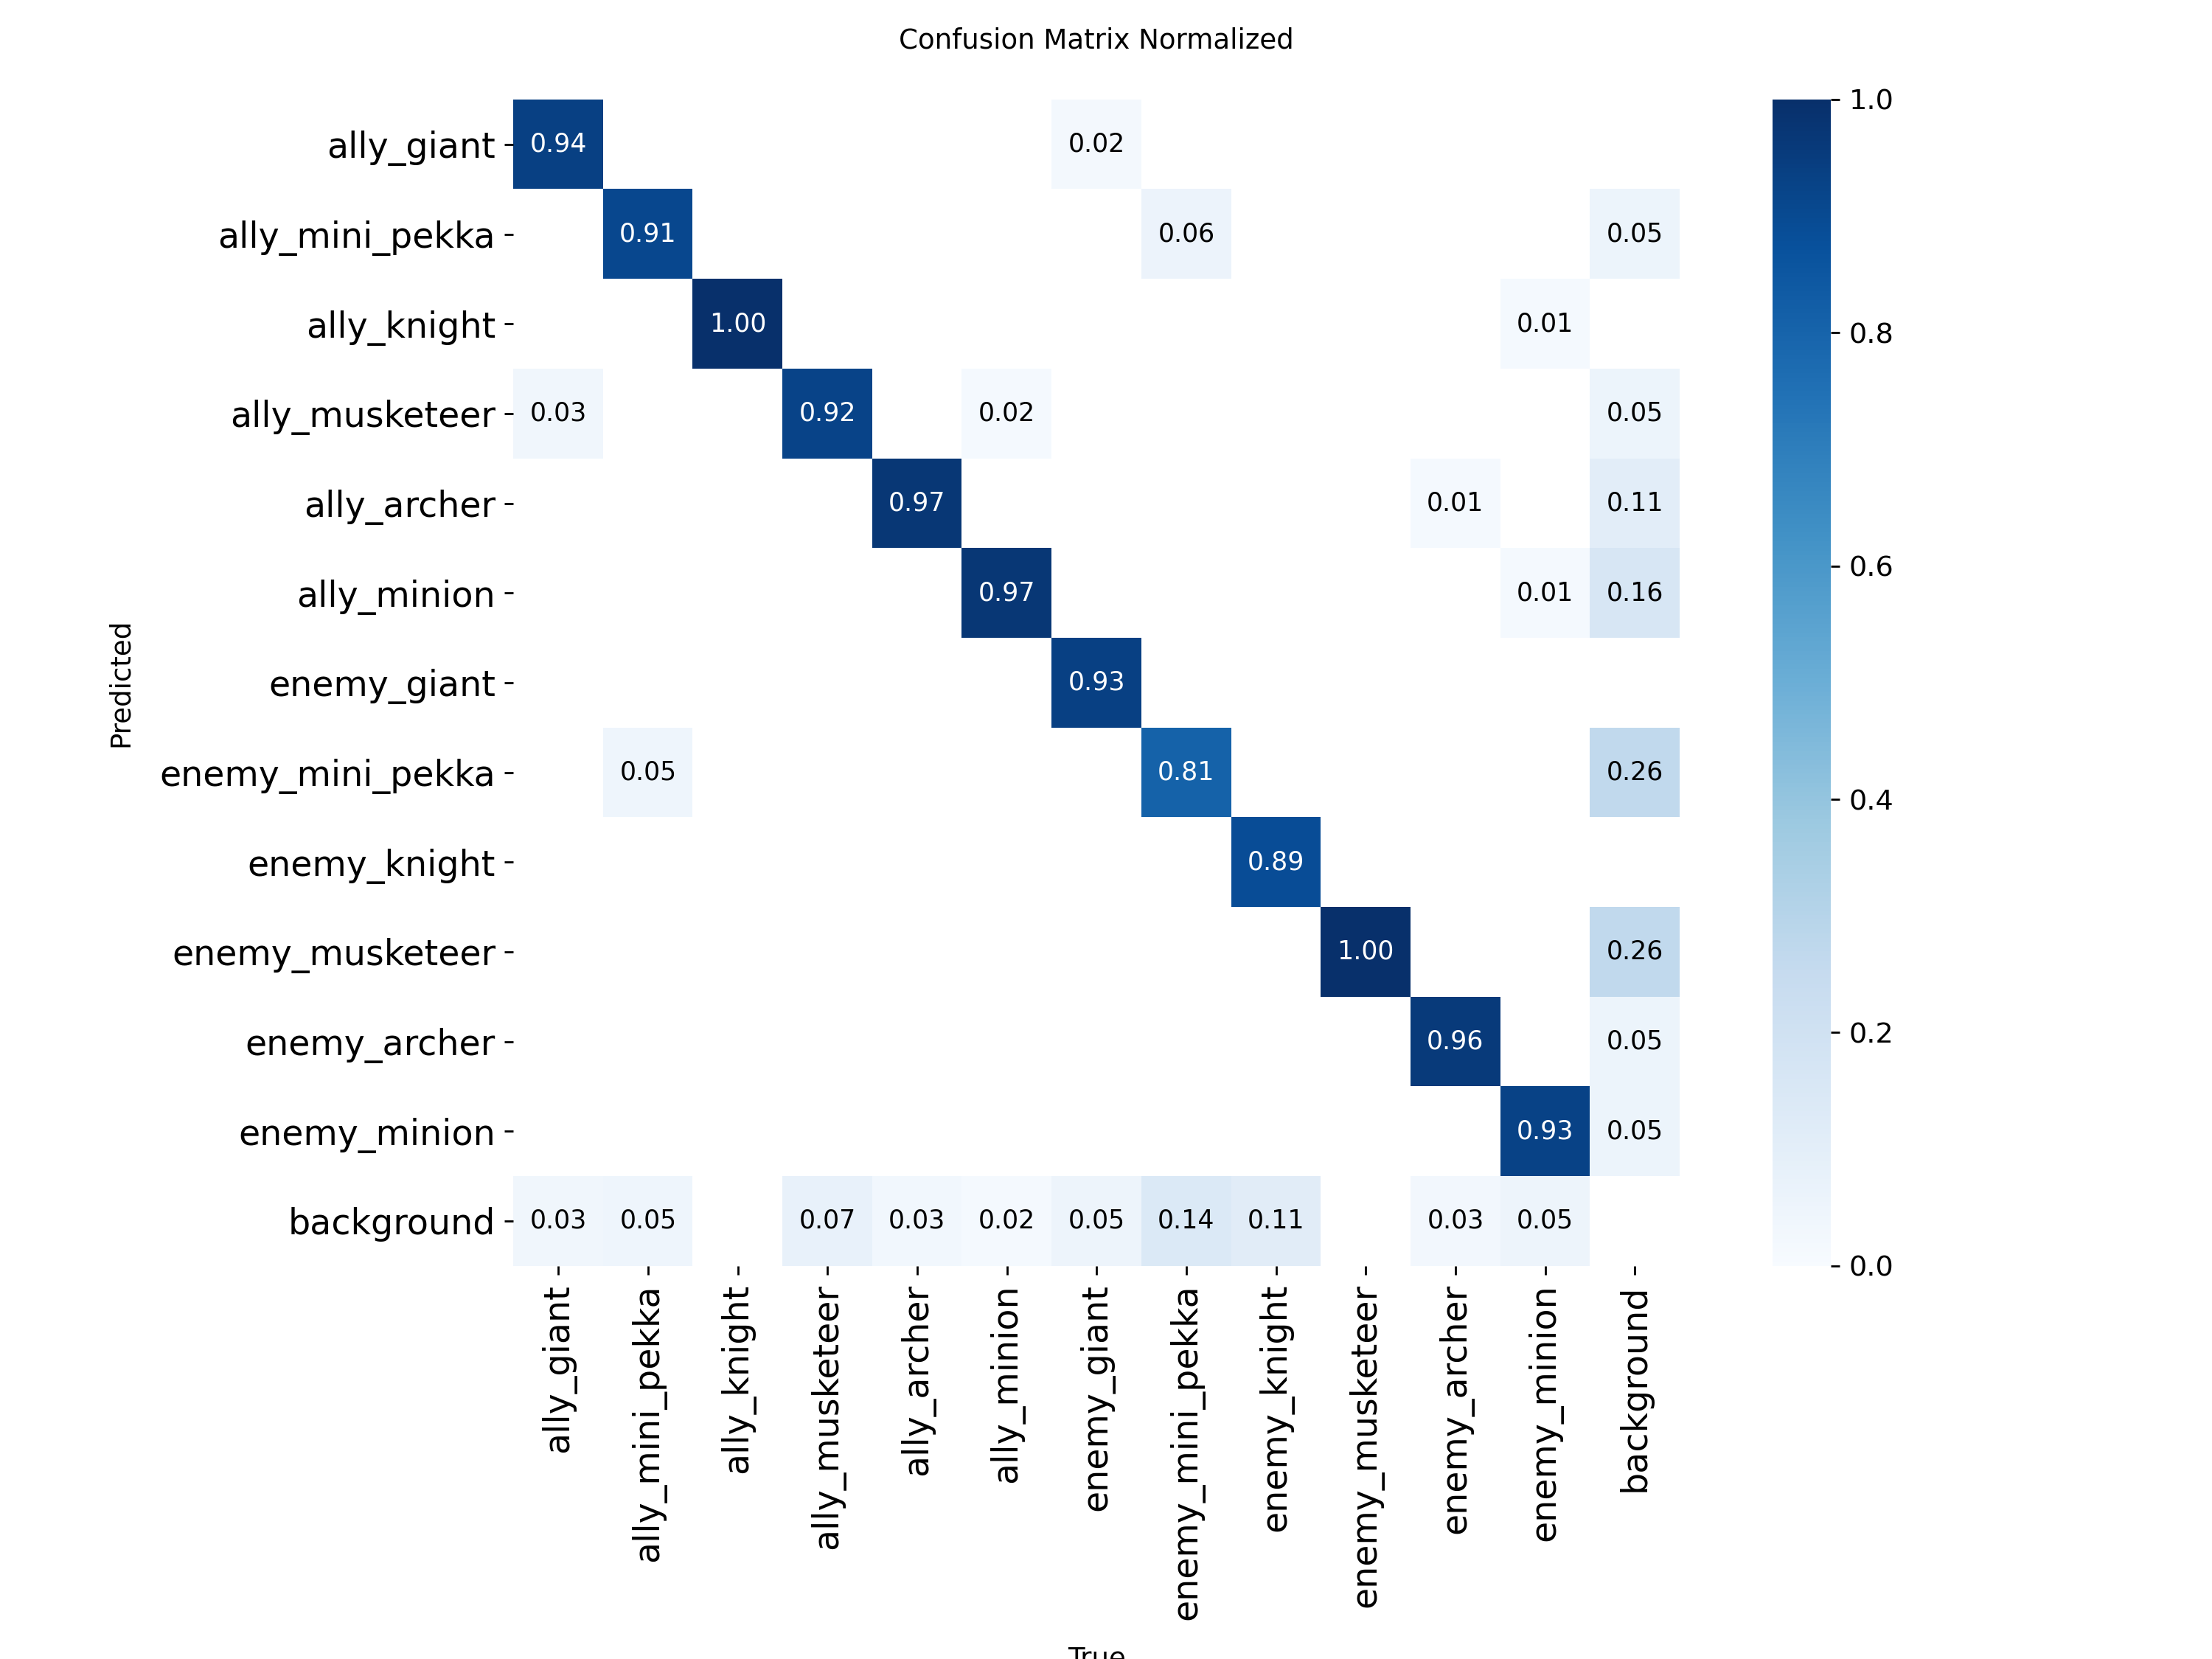 Confusion Matrix Normalized
ally_giant 0.94 0.02 1.0
ally_mini_pekka 0.91 0.06 0.05
ally_knight 1.00 0.01 0.8
ally_musketeer 0.03 0.92 0.02 0.05
ally_archer 0.97 0.01 0.11
ally_minion 0.97 0.01 0.16 0.6
Predicted
enemy_giant 0.93
enemy_mini_pekka 0.05 0.81 0.26 0.4
enemy_knight 0.89
enemy_musketeer 1.00 0.26
enemy_archer 0.96 0.05 0.2
enemy_minion 0.93 0.05
background 0.03 0.05 0.07 0.03 0.02 0.05 0.14 0.11 0.03 0.05 0.0
ally_giant
ally_mini_pekka
ally_knight
ally_musketeer
ally_archer
ally_minion
enemy_giant
enemy_mini_pekka
enemy_knight
enemy_musketeer
enemy_archer
enemy_minion
background
True